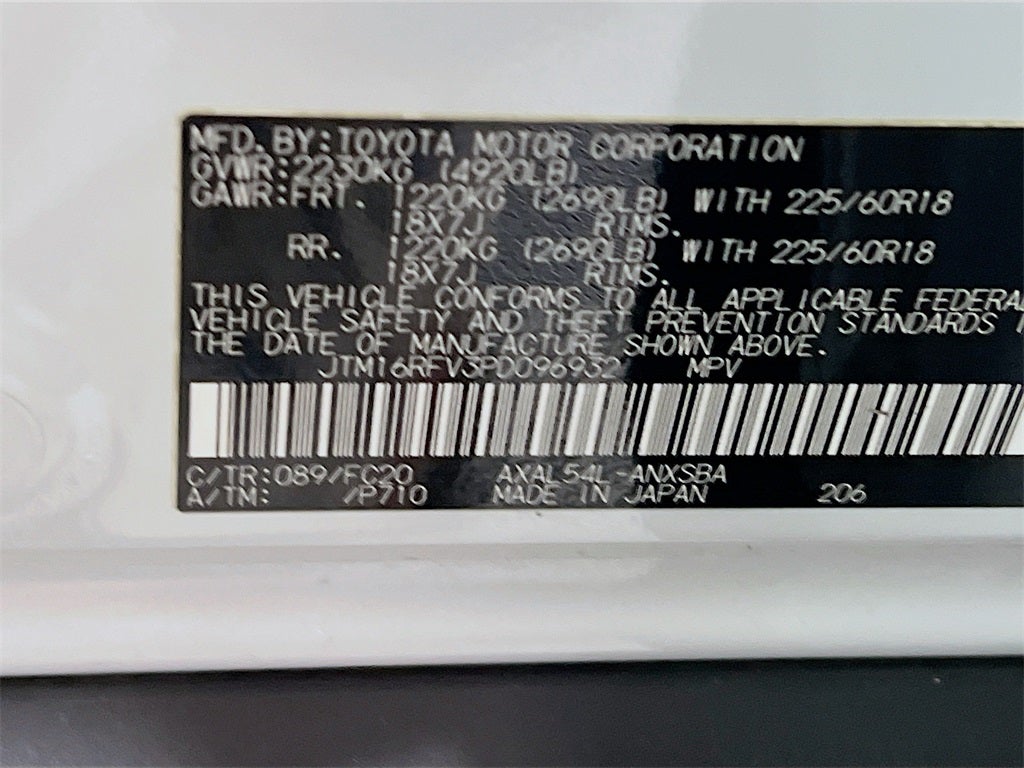 MFD. BY: TOYOTA MOTOR CORPORATION
GVWR: 2230KG (4920LB)
GAWR: FRT. 1220KG (2690LB) WITH 225/60R18
18X7J RIMS.
RR. 1220KG (2690LB) WITH 225/60R18
18X7J RIMS.
THIS VEHICLE CONFORMS TO ALL APPLICABLE FEDERAL
VEHICLE SAFETY AND THEFT PREVENTION STANDARDS
THE DATE OF MANUFACTURE SHOWN ABOVE.
JTM16RFV3PD096932 MPV
C/TR: 089/FC20 AXAL54L-ANXSBA
A/TM: /P710 MADE IN JAPAN 206